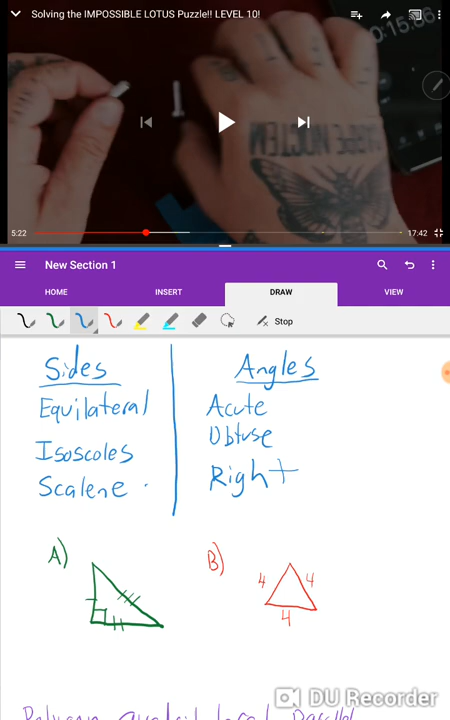 Solving the IMPOSSIBLE LOTUS Puzzle!! LEVEL 10!
5:22
17:42
New Section 1
HOME
INSERT
DRAW
VIEW
Stop
Sides
Angles
Equilateral
Acute
Isoscoles
Obtuse
Scalene
Right
A)
B)
4
4
4
DU Recorder